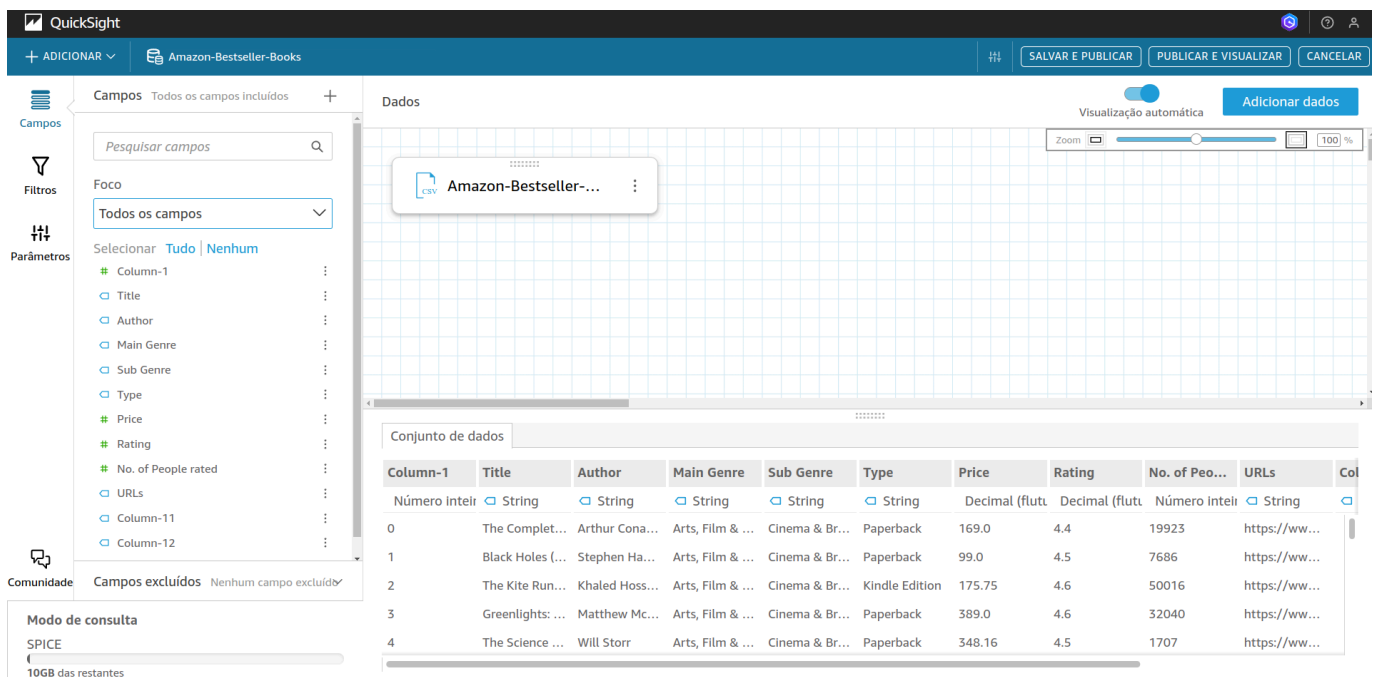 QuickSight
ADICIONAR
Amazon-Bestseller-Books
SALVAR E PUBLICAR
PUBLICAR E VISUALIZAR
CANCELAR
Campos
Filtros
Parâmetros
Comunidade
Campos Todos os campos incluídos
Pesquisar campos
Foco
Todos os campos
Selecionar Tudo | Nenhum
# Column-1
Title
Author
Main Genre
Sub Genre
Type
# Price
# Rating
# No. of People rated
URLs
Column-11
Column-12
Campos excluídos Nenhum campo excluído
Modo de consulta
SPICE
10GB das restantes
Dados
Visualização automática
Adicionar dados
Zoom 100 %
CSV Amazon-Bestseller-...
Conjunto de dados
Column-1 Title Author Main Genre Sub Genre Type Price Rating No. of Peo... URLs Col
Número inteir String String String String String Decimal (flutu Decimal (flutu Número inteir String
0 The Complet... Arthur Cona... Arts, Film & ... Cinema & Br... Paperback 169.0 4.4 19923 https://ww...
1 Black Holes (... Stephen Ha... Arts, Film & ... Cinema & Br... Paperback 99.0 4.5 7686 https://ww...
2 The Kite Run... Khaled Hoss... Arts, Film & ... Cinema & Br... Kindle Edition 175.75 4.6 50016 https://ww...
3 Greenlights: ... Matthew Mc... Arts, Film & ... Cinema & Br... Paperback 389.0 4.6 32040 https://ww...
4 The Science ... Will Storr Arts, Film & ... Cinema & Br... Paperback 348.16 4.5 1707 https://ww...